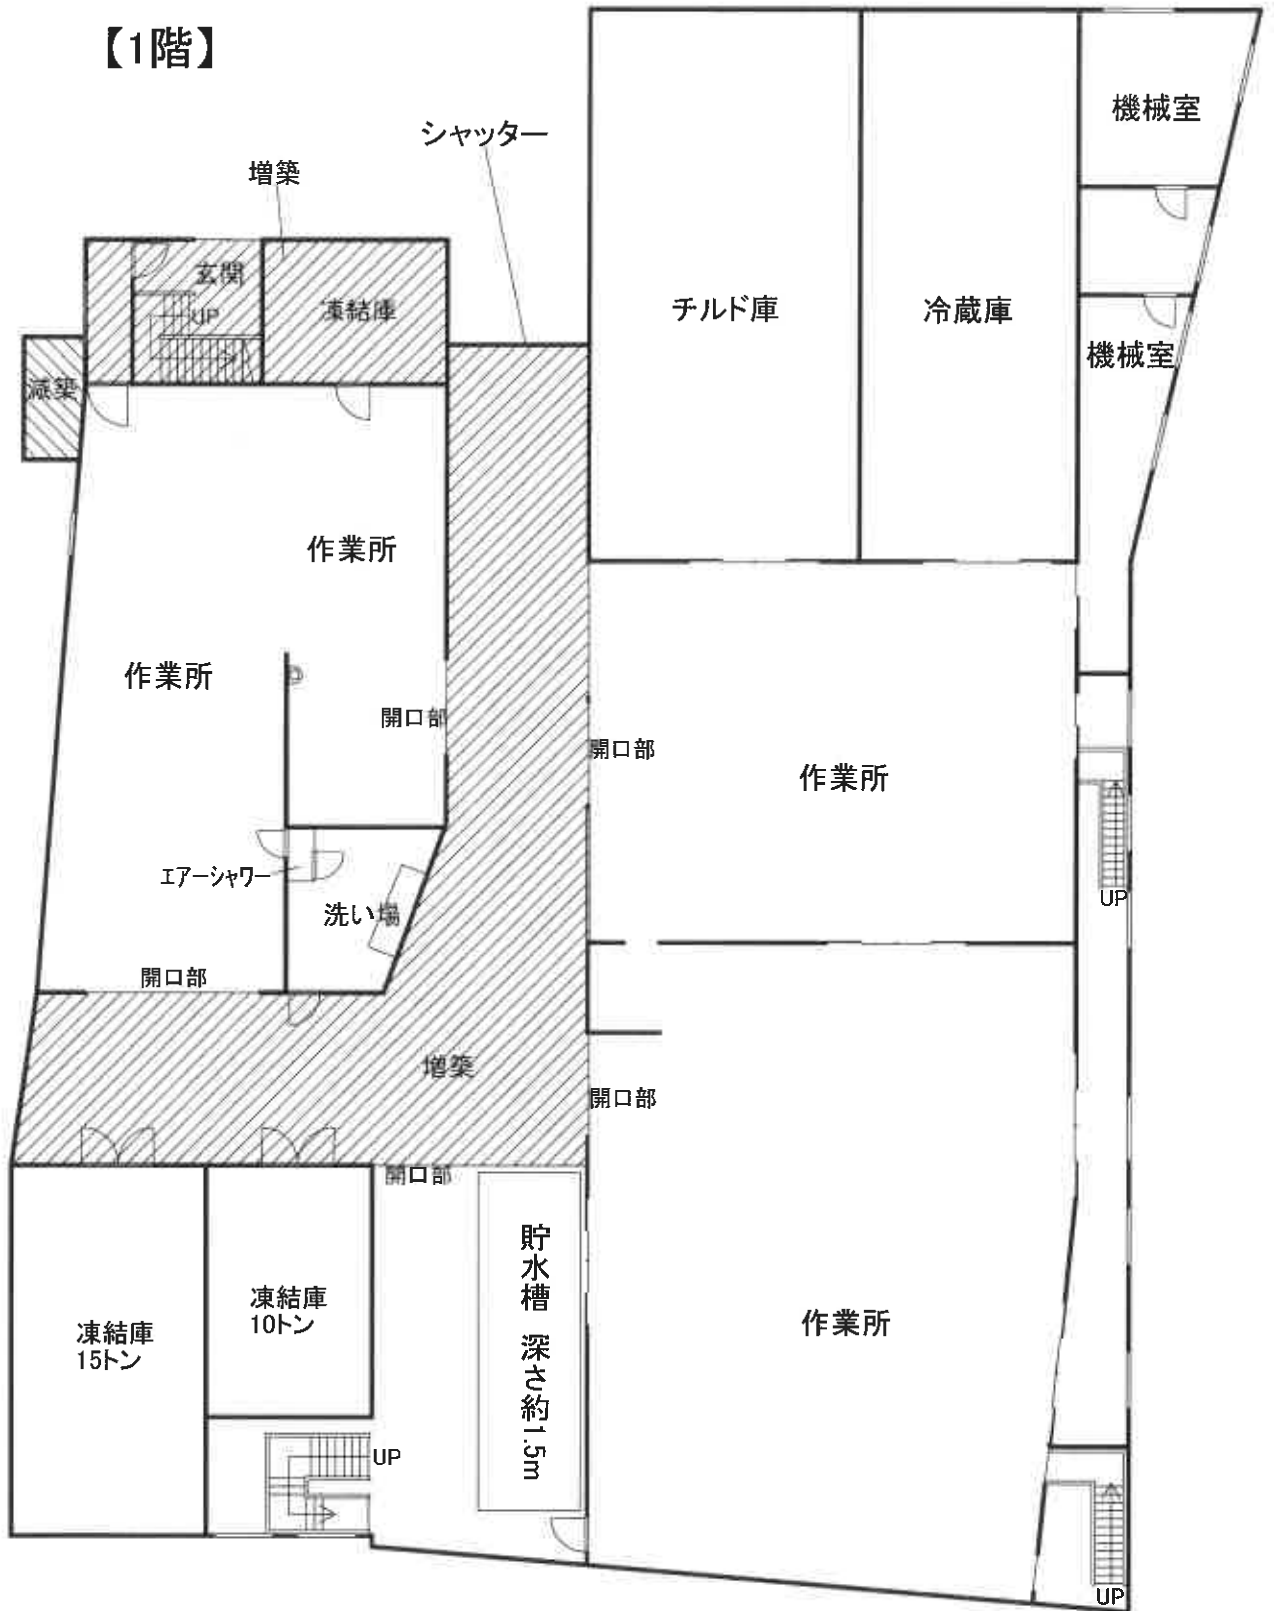 【1階】
シャッター
増築
機械室
玄関
凍結庫
UP
チルド庫
冷蔵庫
機械室
減築
作業所
作業所
開口部
開口部
作業所
エアーシャワー
洗い場
UP
開口部
増築
開口部
開口部
貯水槽 深さ約1.5m
凍結庫
10トン
凍結庫
15トン
作業所
UP
UP